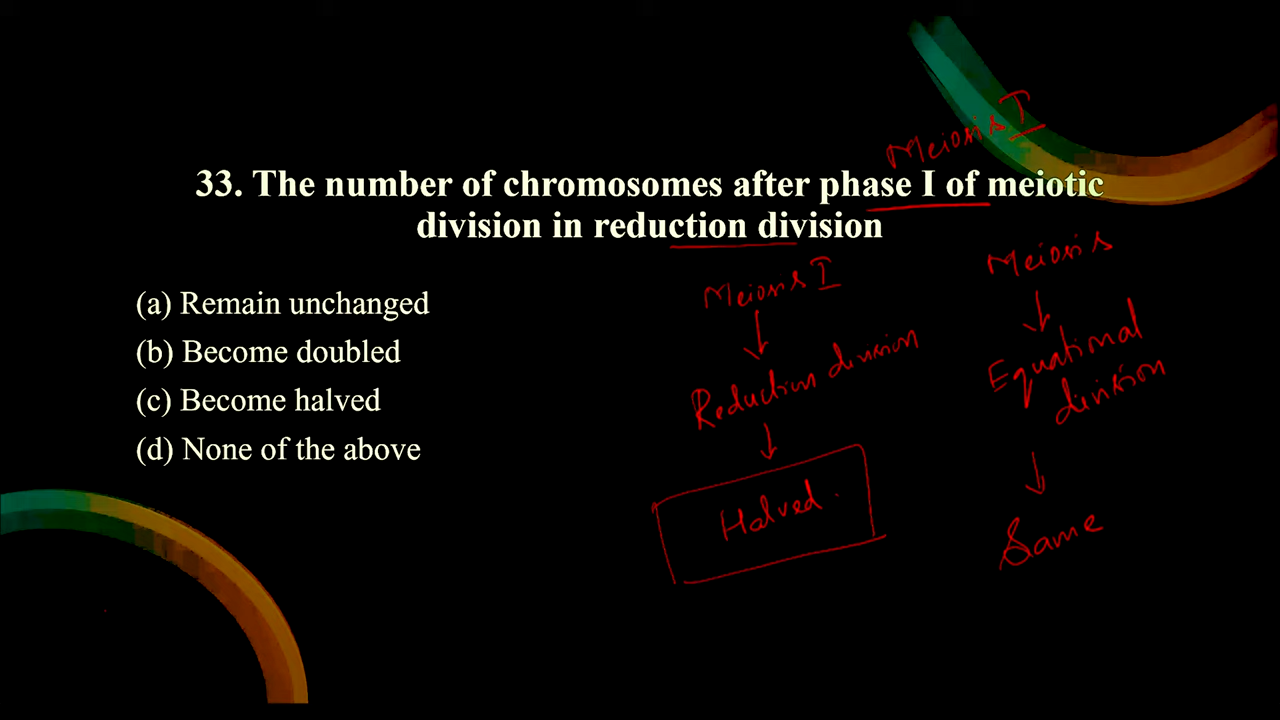 Meiosis I
33. The number of chromosomes after phase I of meiotic
division in reduction division
(a) Remain unchanged
(b) Become doubled
(c) Become halved
(d) None of the above
Meiosis I
Reduction division
Halved
Meiosis
Equational
division
Same